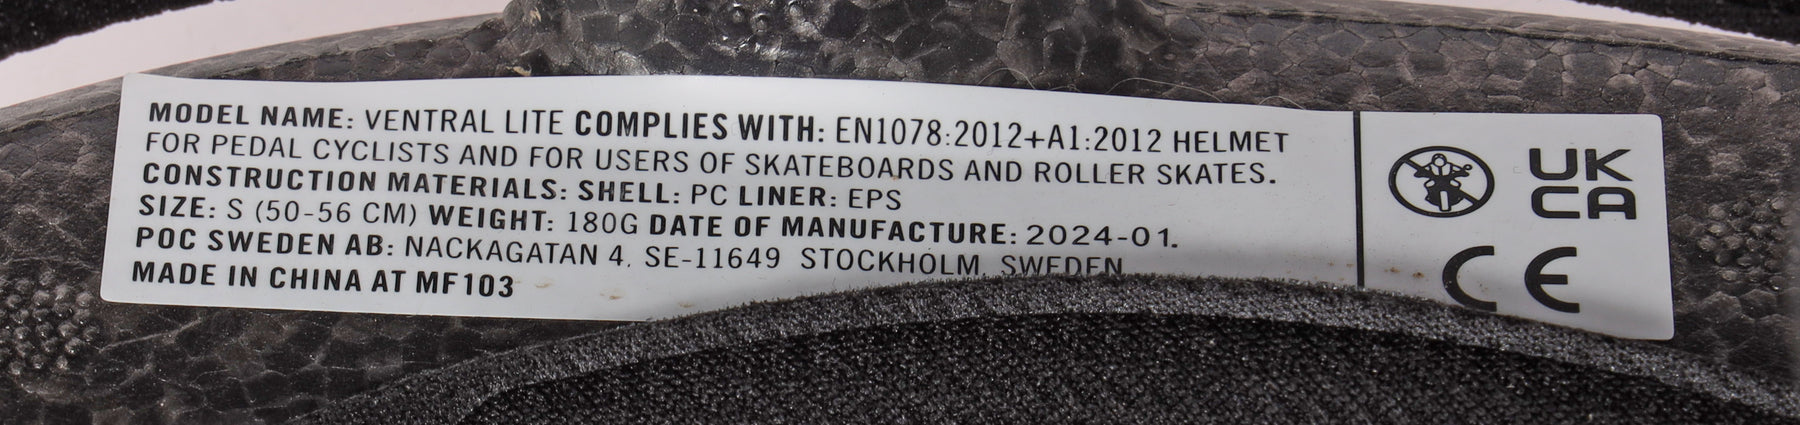 MODEL NAME: VENTRAL LITE COMPLIES WITH: EN1078:2012+A1:2012 HELMET
FOR PEDAL CYCLISTS AND FOR USERS OF SKATEBOARDS AND ROLLER SKATES.
CONSTRUCTION MATERIALS: SHELL: PC LINER: EPS
SIZE: S (50-56 CM) WEIGHT: 180G DATE OF MANUFACTURE: 2024-01.
POC SWEDEN AB: NACKAGATAN 4. SE-11649 STOCKHOLM, SWEDEN
MADE IN CHINA AT MF103
UK
CA
CE